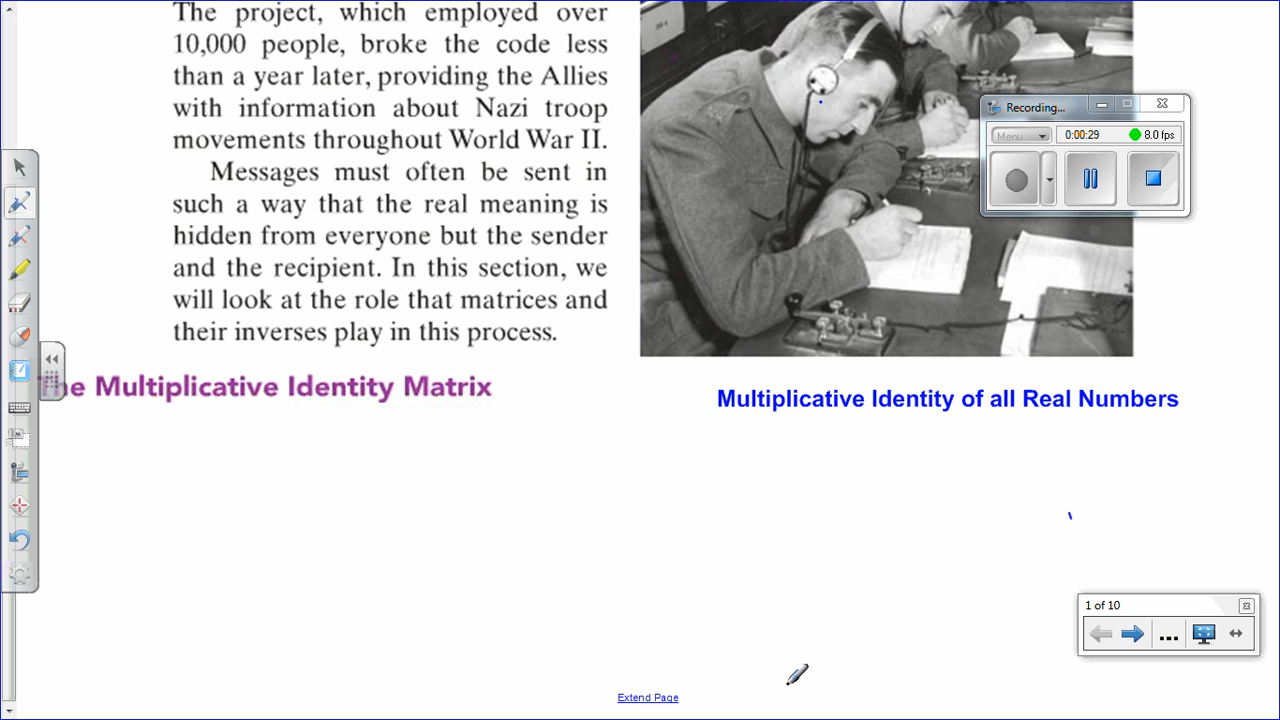 The project, which employed over
10,000 people, broke the code less
than a year later, providing the Allies
with information about Nazi troop
movements throughout World War II.
Messages must often be sent in
such a way that the real meaning is
hidden from everyone but the sender
and the recipient. In this section, we
will look at the role that matrices and
their inverses play in this process.
The Multiplicative Identity Matrix
Multiplicative Identity of all Real Numbers
Recording...
Menu
0:00:29
8.0 fps
1 of 10
Extend Page